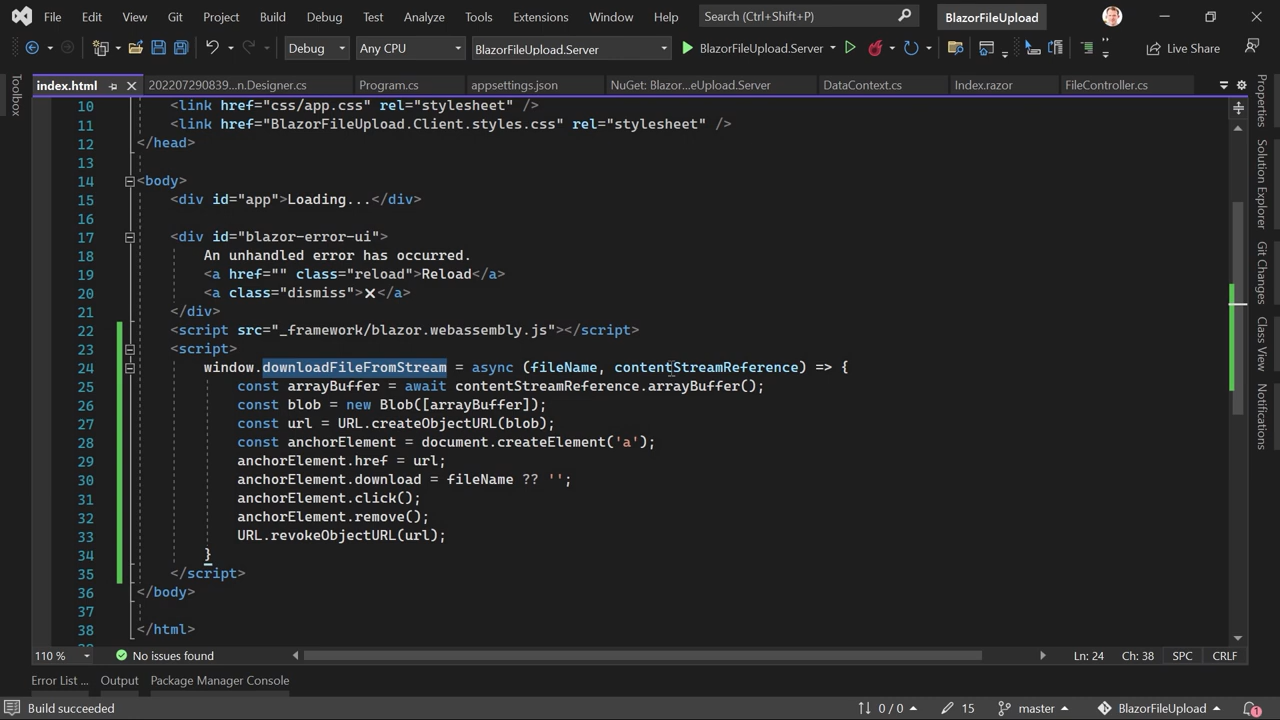 File Edit View Git Project Build Debug Test Analyze Tools Extensions Window Help Search (Ctrl+Shift+P) BlazorFileUpload
Debug Any CPU BlazorFileUpload.Server BlazorFileUpload.Server Live Share
index.html 202207290839...n.Designer.cs Program.cs appsettings.json NuGet: Blazor...eUpload.Server DataContext.cs Index.razor FileController.cs
Toolbox
10 <link href="css/app.css" rel="stylesheet" />
11 <link href="BlazorFileUpload.Client.styles.css" rel="stylesheet" />
12 </head>
13
14 <body>
15 <div id="app">Loading...</div>
16
17 <div id="blazor-error-ui">
18 An unhandled error has occurred.
19 <a href="" class="reload">Reload</a>
20 <a class="dismiss">🗙</a>
21 </div>
22 <script src="_framework/blazor.webassembly.js"></script>
23 <script>
24 window.downloadFileFromStream = async (fileName, contentStreamReference) => {
25 const arrayBuffer = await contentStreamReference.arrayBuffer();
26 const blob = new Blob([arrayBuffer]);
27 const url = URL.createObjectURL(blob);
28 const anchorElement = document.createElement('a');
29 anchorElement.href = url;
30 anchorElement.download = fileName ?? '';
31 anchorElement.click();
32 anchorElement.remove();
33 URL.revokeObjectURL(url);
34 }
35 </script>
36 </body>
37
38 </html>
Properties
Solution Explorer
Git Changes
Class View
Notifications
110 % No issues found Ln: 24 Ch: 38 SPC CRLF
Error List ... Output Package Manager Console
Build succeeded 0 / 0 15 master BlazorFileUpload 1